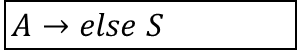 A → else S